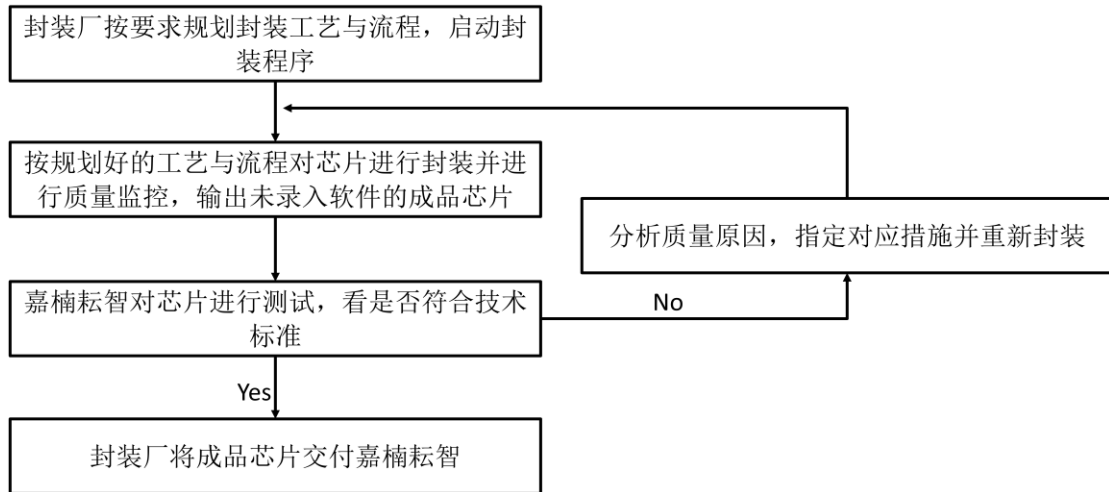 封装厂按要求规划封装工艺与流程，启动封
装程序
按规划好的工艺与流程对芯片进行封装并进
行质量监控，输出未录入软件的成品芯片
分析质量原因，指定对应措施并重新封装
嘉楠耘智对芯片进行测试，看是否符合技术
标准
No
Yes
封装厂将成品芯片交付嘉楠耘智